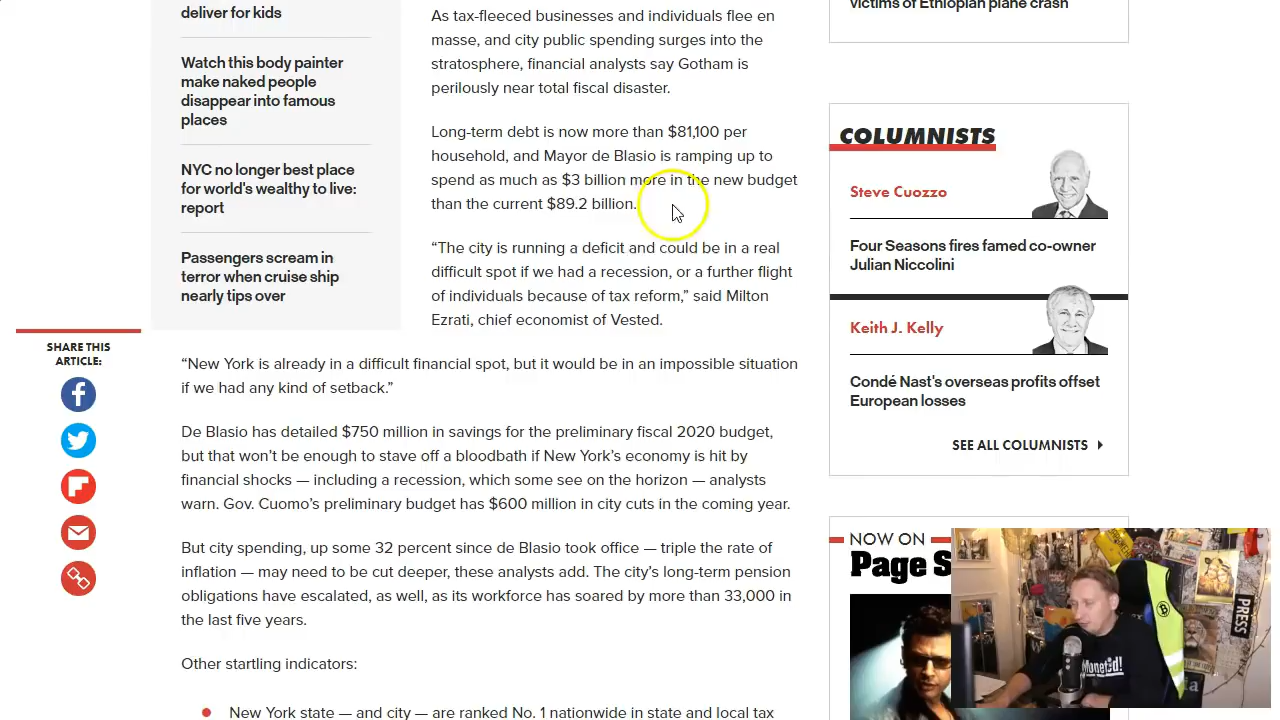 deliver for kids
Watch this body painter
make naked people
disappear into famous
places
NYC no longer best place
for world's wealthy to live:
report
Passengers scream in
terror when cruise ship
nearly tips over
SHARE THIS
ARTICLE:
As tax-fleeced businesses and individuals flee en
masse, and city public spending surges into the
stratosphere, financial analysts say Gotham is
perilously near total fiscal disaster.
Long-term debt is now more than $81,100 per
household, and Mayor de Blasio is ramping up to
spend as much as $3 billion more in the new budget
than the current $89.2 billion.
“The city is running a deficit and could be in a real
difficult spot if we had a recession, or a further flight
of individuals because of tax reform,” said Milton
Ezrati, chief economist of Vested.
“New York is already in a difficult financial spot, but it would be in an impossible situation
if we had any kind of setback.”
De Blasio has detailed $750 million in savings for the preliminary fiscal 2020 budget,
but that won’t be enough to stave off a bloodbath if New York’s economy is hit by
financial shocks — including a recession, which some see on the horizon — analysts
warn. Gov. Cuomo’s preliminary budget has $600 million in city cuts in the coming year.
But city spending, up some 32 percent since de Blasio took office — triple the rate of
inflation — may need to be cut deeper, these analysts add. The city’s long-term pension
obligations have escalated, as well, as its workforce has soared by more than 33,000 in
the last five years.
Other startling indicators:
New York state — and city — are ranked No. 1 nationwide in state and local tax
victims of Ethiopian plane crash
COLUMNISTS
Steve Cuozzo
Four Seasons fires famed co-owner
Julian Niccolini
Keith J. Kelly
Condé Nast's overseas profits offset
European losses
SEE ALL COLUMNISTS
NOW ON
Page S
PRESS